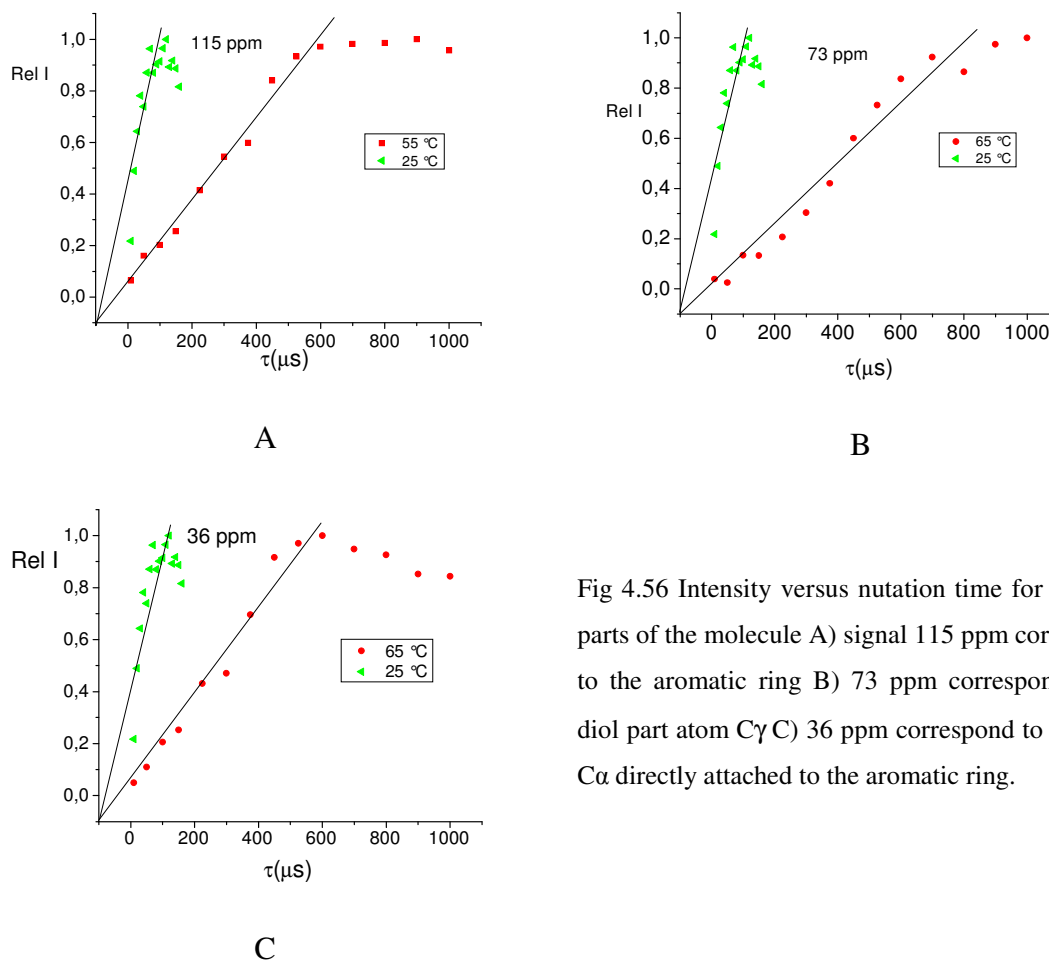 115 ppm
Rel I
1,0
0,8
0,6
0,4
0,2
0,0
55 °C
25 °C
0 200 400 600 800 1000
τ(μs)
A
73 ppm
Rel I
1,0
0,8
0,6
0,4
0,2
0,0
65 °C
25 °C
0 200 400 600 800 1000
τ(μs)
B
36 ppm
Rel I
1,0
0,8
0,6
0,4
0,2
0,0
65 °C
25 °C
0 200 400 600 800 1000
τ(μs)
C
Fig 4.56 Intensity versus nutation time for
parts of the molecule A) signal 115 ppm cor
to the aromatic ring B) 73 ppm correspon
diol part atom Cγ C) 36 ppm correspond to
Cα directly attached to the aromatic ring.